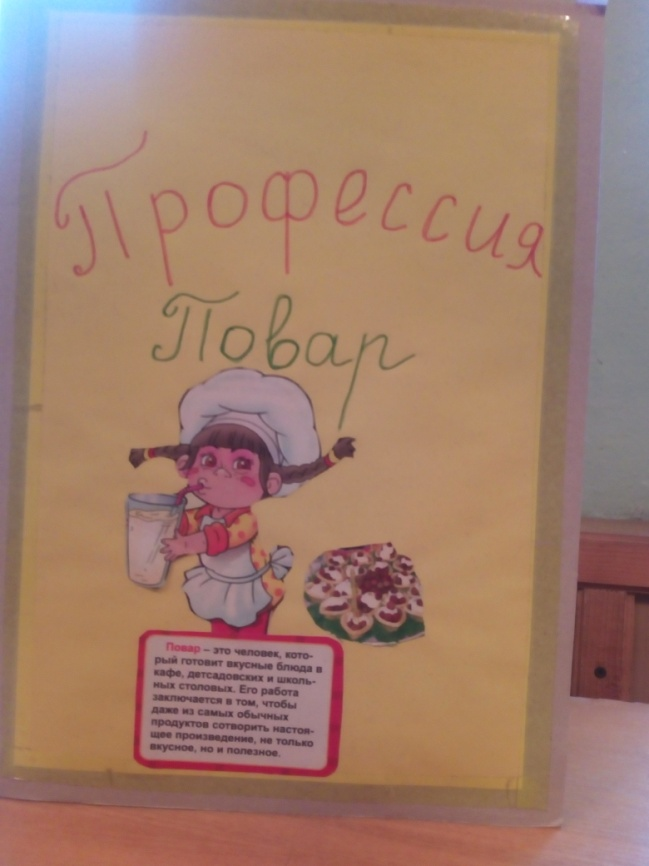 Профессия
Повар
Повар – это человек, кото-
рый готовит вкусные блюда в
кафе, детсадовских и школь-
ных столовых. Его работа
заключается в том, чтобы
даже из самых обычных
продуктов сотворить настоя-
щее произведение, не только
вкусное, но и полезное.